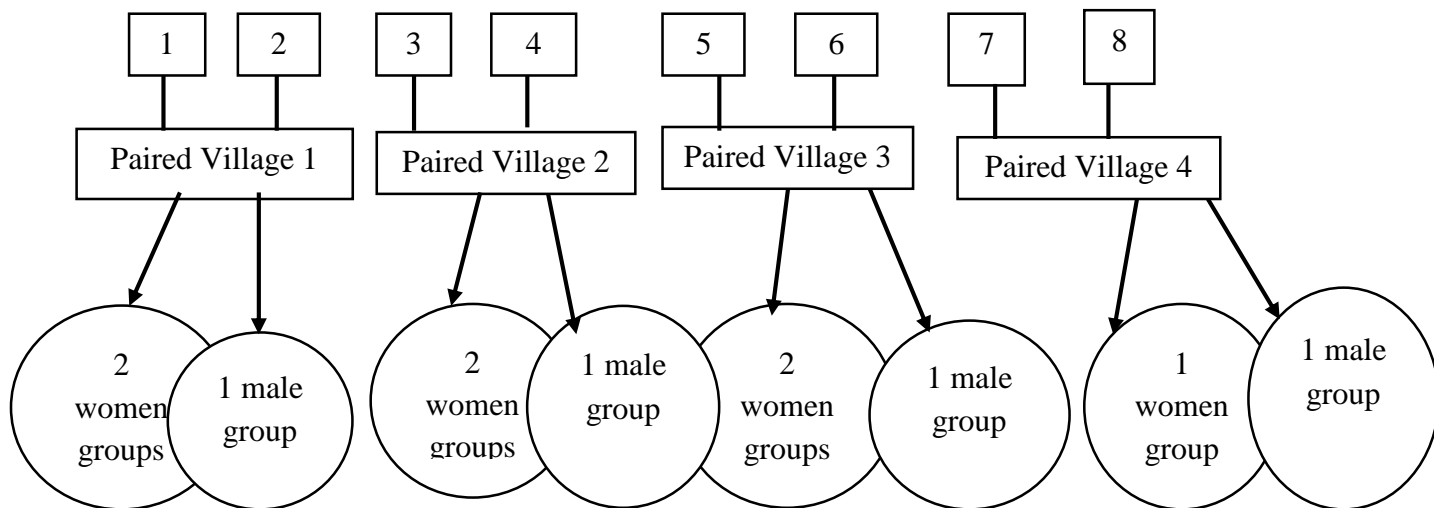 1
2
3
4
5
6
7
8
Paired Village 1
Paired Village 2
Paired Village 3
Paired Village 4
2
women
groups
1 male
group
2
women
groups
1 male
group
2
women
groups
1 male
group
1
women
group
1 male
group